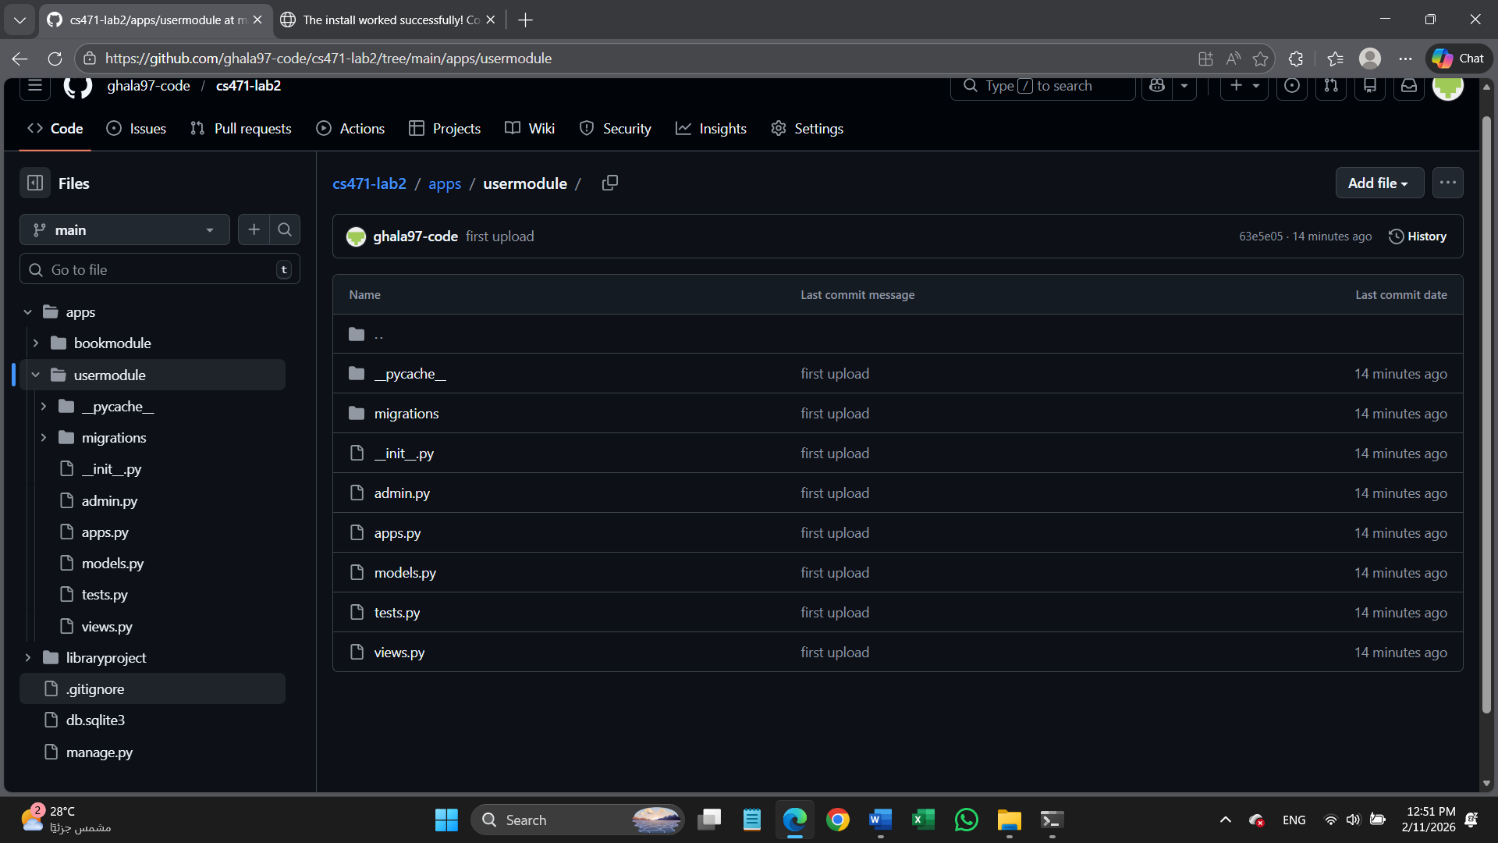 cs471-lab2/apps/usermodule at m
The install worked successfully! Co
https://github.com/ghala97-code/cs471-lab2/tree/main/apps/usermodule
Chat
ghala97-code / cs471-lab2
Type / to search
Code Issues Pull requests Actions Projects Wiki Security Insights Settings
Files
cs471-lab2 / apps / usermodule /
Add file
main
ghala97-code first upload
63e5e05 · 14 minutes ago
History
Go to file t
Name Last commit message Last commit date
apps
..
bookmodule
usermodule
__pycache__ first upload 14 minutes ago
__pycache__
migrations first upload 14 minutes ago
migrations
__init__.py first upload 14 minutes ago
__init__.py
admin.py first upload 14 minutes ago
admin.py
apps.py first upload 14 minutes ago
apps.py
models.py first upload 14 minutes ago
models.py
tests.py first upload 14 minutes ago
tests.py
views.py first upload 14 minutes ago
views.py
libraryproject
.gitignore
db.sqlite3
manage.py
2
28°C
مشمس جزئيًا
Search
ENG
12:51 PM
2/11/2026